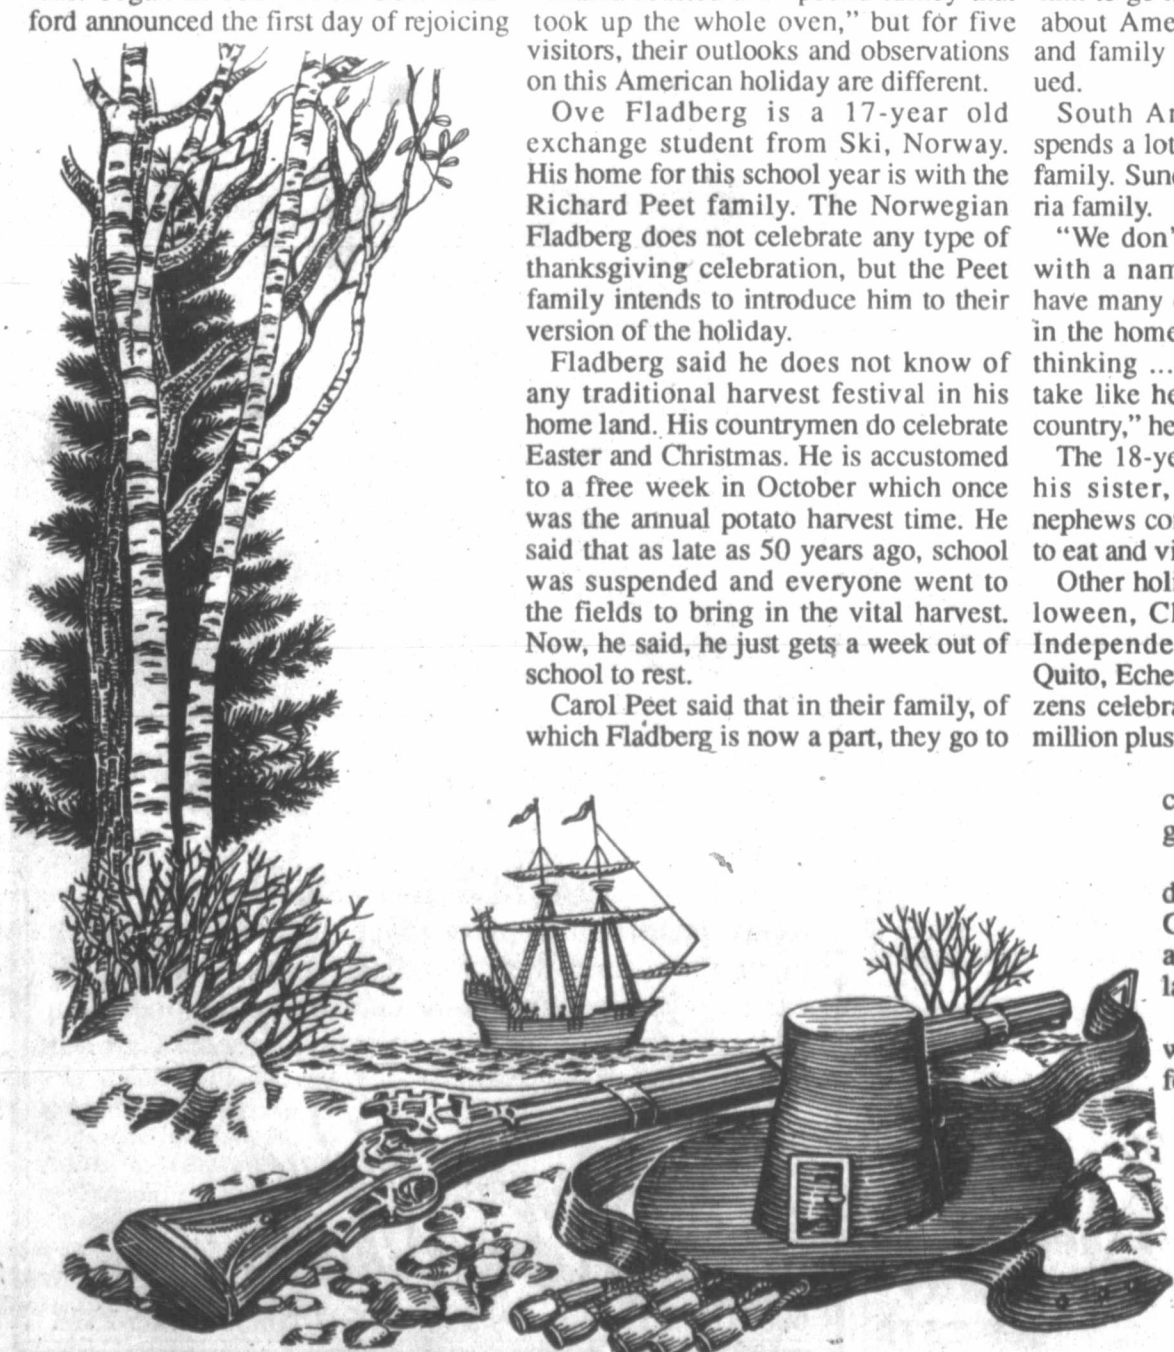 ford announced the first day of rejoicing
took up the whole oven,” but for five
visitors, their outlooks and observations
on this American holiday are different.
Ove Fladberg is a 17-year old
exchange student from Ski, Norway.
His home for this school year is with the
Richard Peet family. The Norwegian
Fladberg does not celebrate any type of
thanksgiving celebration, but the Peet
family intends to introduce him to their
version of the holiday.
Fladberg said he does not know of
any traditional harvest festival in his
home land. His countrymen do celebrate
Easter and Christmas. He is accustomed
to a free week in October which once
was the annual potato harvest time. He
said that as late as 50 years ago, school
was suspended and everyone went to
the fields to bring in the vital harvest.
Now, he said, he just gets a week out of
school to rest.
Carol Peet said that in their family, of
which Fladberg is now a part, they go to
about Ame
and family
ued.
South Am
spends a lot
family. Sund
ria family.
“We don’
with a nam
have many
in the home
thinking ...
take like he
country,” he
The 18-ye
his sister,
nephews co
to eat and vi
Other holi
loween, Ch
Independe
Quito, Eche
zens celebra
million plus
c
g
d
C
a
la
w
fe